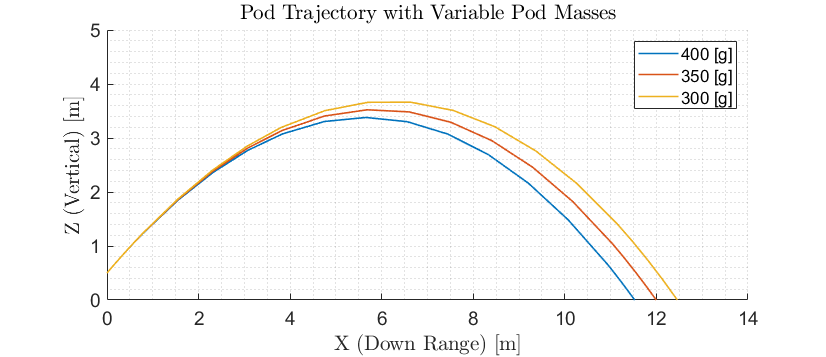 Pod Trajectory with Variable Pod Masses
5
4
3
2
1
0
Z (Vertical) [m]
400 [g]
350 [g]
300 [g]
0 2 4 6 8 10 12 14
X (Down Range) [m]